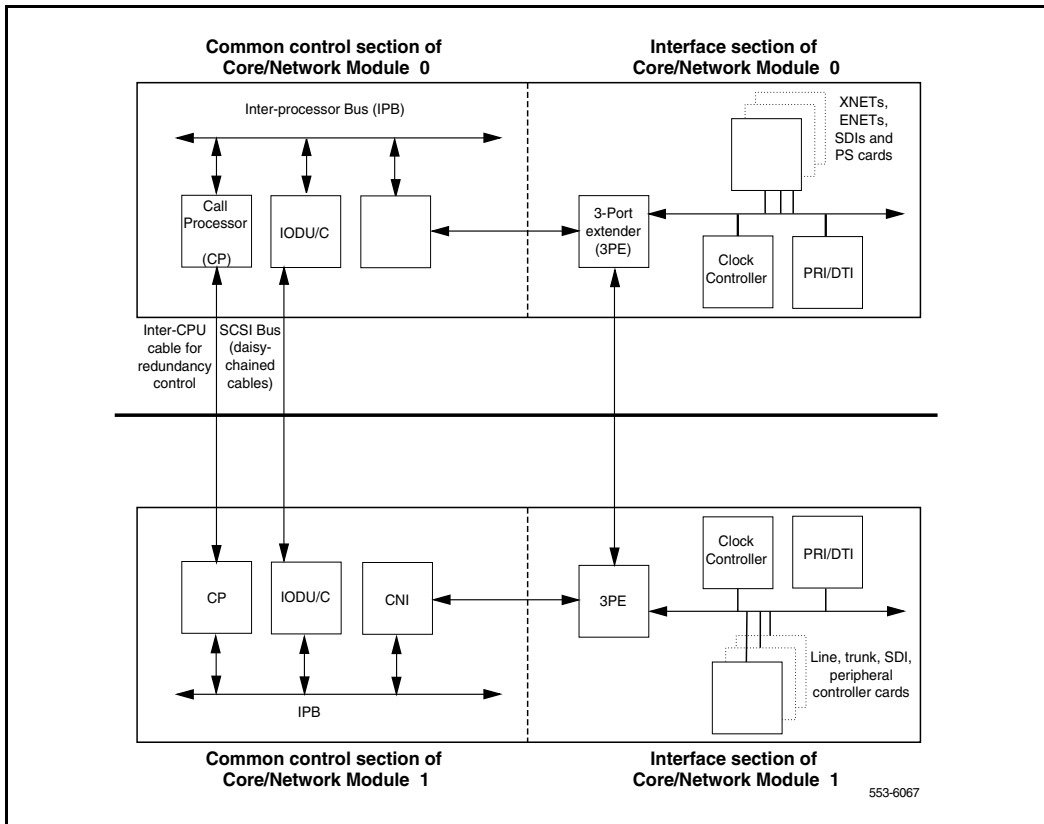 Common control section of
Core/Network Module 0
Interface section of
Core/Network Module 0
Inter-processor Bus (IPB)
XNETs,
ENETs,
SDIs and
PS cards
Call
Processor
(CP)
IODU/C
3-Port
extender
(3PE)
Clock
Controller
PRI/DTI
Inter-CPU
cable for
redundancy
control
SCSI Bus
(daisy-
chained
cables)
CP
IODU/C
CNI
3PE
Clock
Controller
PRI/DTI
Line, trunk, SDI,
peripheral
controller cards
IPB
Common control section of
Core/Network Module 1
Interface section of
Core/Network Module 1
553-6067